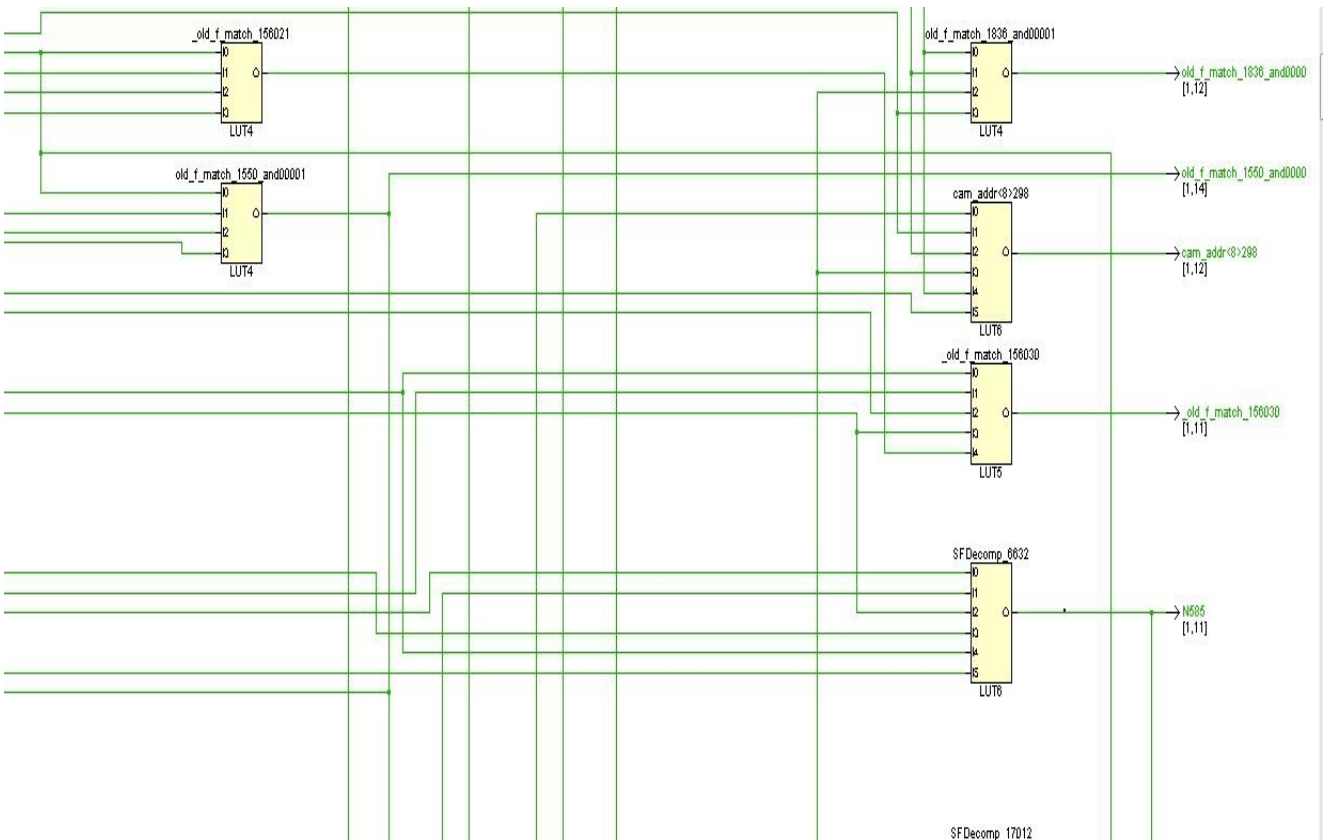 _old_f_match_156021
I0
I1
I2
I3
O
LUT4
old_f_match_1836_and00001
I0
I1
I2
I3
O
LUT4
old_f_match_1836_and0000
[1,12]
old_f_match_1550_and00001
I0
I1
I2
I3
O
LUT4
old_f_match_1550_and0000
[1,14]
cam_addr<8>298
I0
I1
I2
I3
I4
I5
O
LUT6
cam_addr<8>298
[1,12]
_old_f_match_156030
I0
I1
I2
I3
I4
O
LUT5
_old_f_match_156030
[1,11]
SFDecomp_6632
I0
I1
I2
I3
I4
I5
O
LUT6
N585
[1,11]
SFDecomp_17012